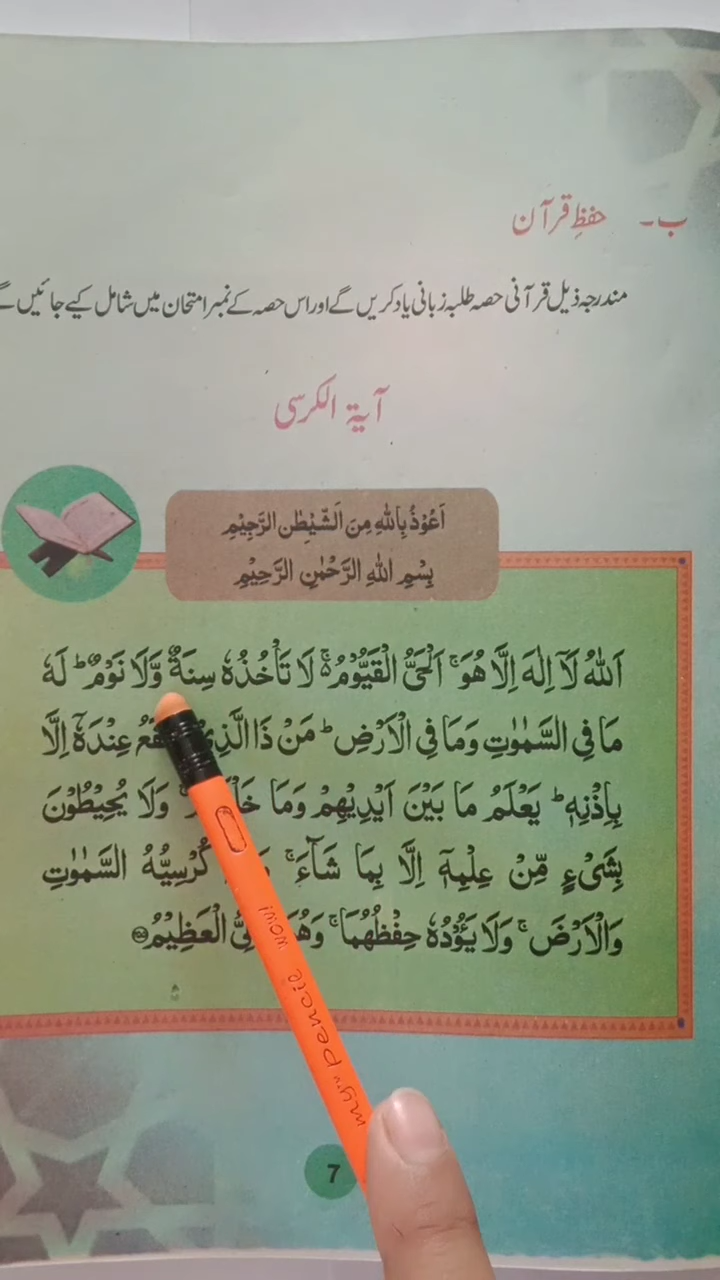 ب۔ حفظِ قرآن
مندرجہ ذیل قرآنی حصہ طلبہ زبانی یاد کریں گے اور اس حصہ کے نمبر امتحان میں شامل کیے جائیں گے
آیۃ الکرسی
اَعُوْذُ بِاللّٰهِ مِنَ الشَّیْطٰنِ الرَّجِیْمِ
بِسْمِ اللّٰهِ الرَّحْمٰنِ الرَّحِیْمِ
اَللّٰهُ لَاۤ اِلٰهَ اِلَّا هُوَ ۚ اَلْحَیُّ الْقَیُّوْمُ ۚ۬ لَا تَاْخُذُهٗ سِنَةٌ وَّلَا نَوْمٌ ؕ لَهٗ
مَا فِی السَّمٰوٰتِ وَمَا فِی الْاَرْضِ ؕ مَنْ ذَا الَّذِیْ عِنْدَهٗۤ اِلَّا
بِاِذْنِهٖ ؕ یَعْلَمُ مَا بَیْنَ اَیْدِیْهِمْ وَمَا وَلَا یُحِیْطُوْنَ
بِشَیْءٍ مِّنْ عِلْمِهٖۤ اِلَّا بِمَا شَآءَ ۚ كُرْسِیُّهُ السَّمٰوٰتِ
وَالْاَرْضَ ۚ وَلَا یَـُٔوْدُهٗ حِفْظُهُمَا ۚ وَهُوَ الْعَظِیْمُ
my pencil wow!
7